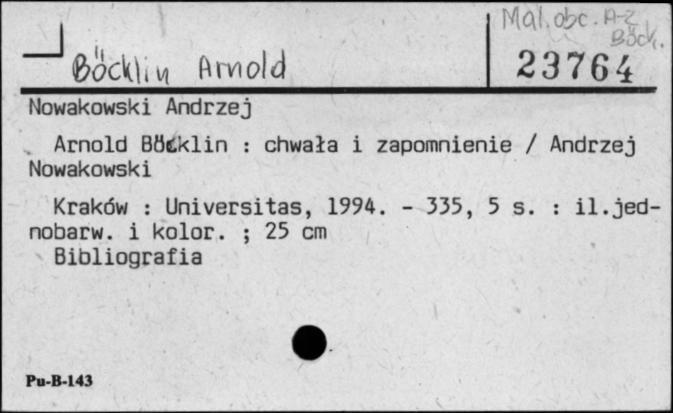 Mal. obc. A-Z
Böck.
Böcklin Arnold
23764
Nowakowski Andrzej
Arnold Böcklin : chwała i zapomnienie / Andrzej
Nowakowski
Kraków : Universitas, 1994. - 335, 5 s. : il.jed-
nobarw. i kolor. ; 25 cm
Bibliografia
Pu-B-143